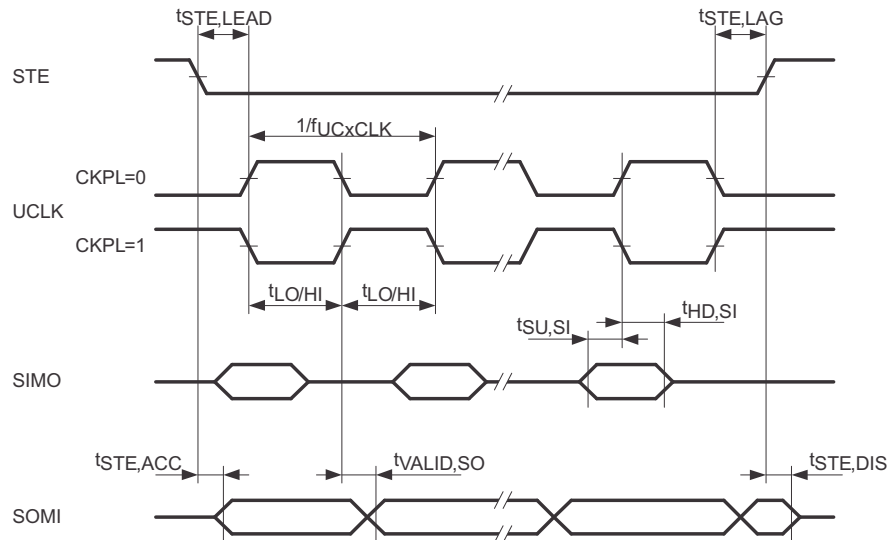 tSTE,LEAD
tSTE,LAG
STE
1/fUCxCLK
CKPL=0
UCLK
CKPL=1
tLO/HI
tLO/HI
tSU,SI
tHD,SI
SIMO
tSTE,ACC
tVALID,SO
tSTE,DIS
SOMI